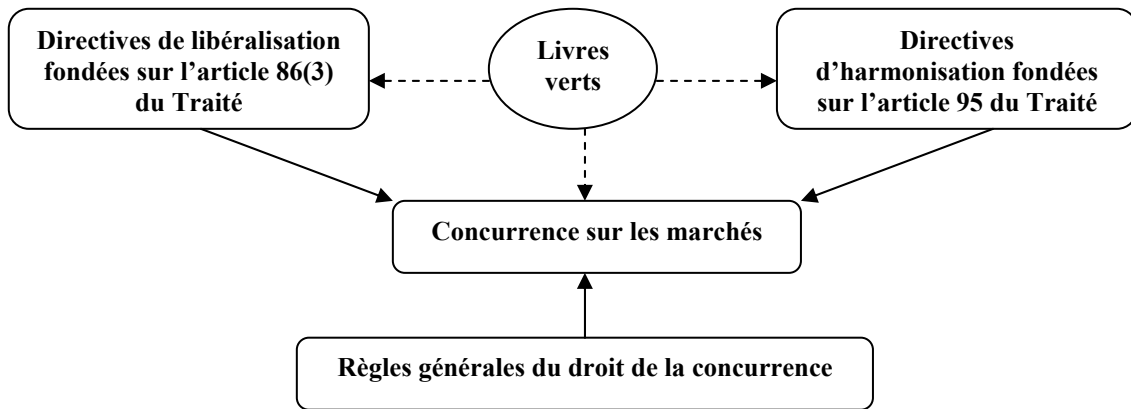 Directives de libéralisation
fondées sur l’article 86(3)
du Traité
Livres
verts
Directives
d’harmonisation fondées
sur l’article 95 du Traité
Concurrence sur les marchés
Règles générales du droit de la concurrence